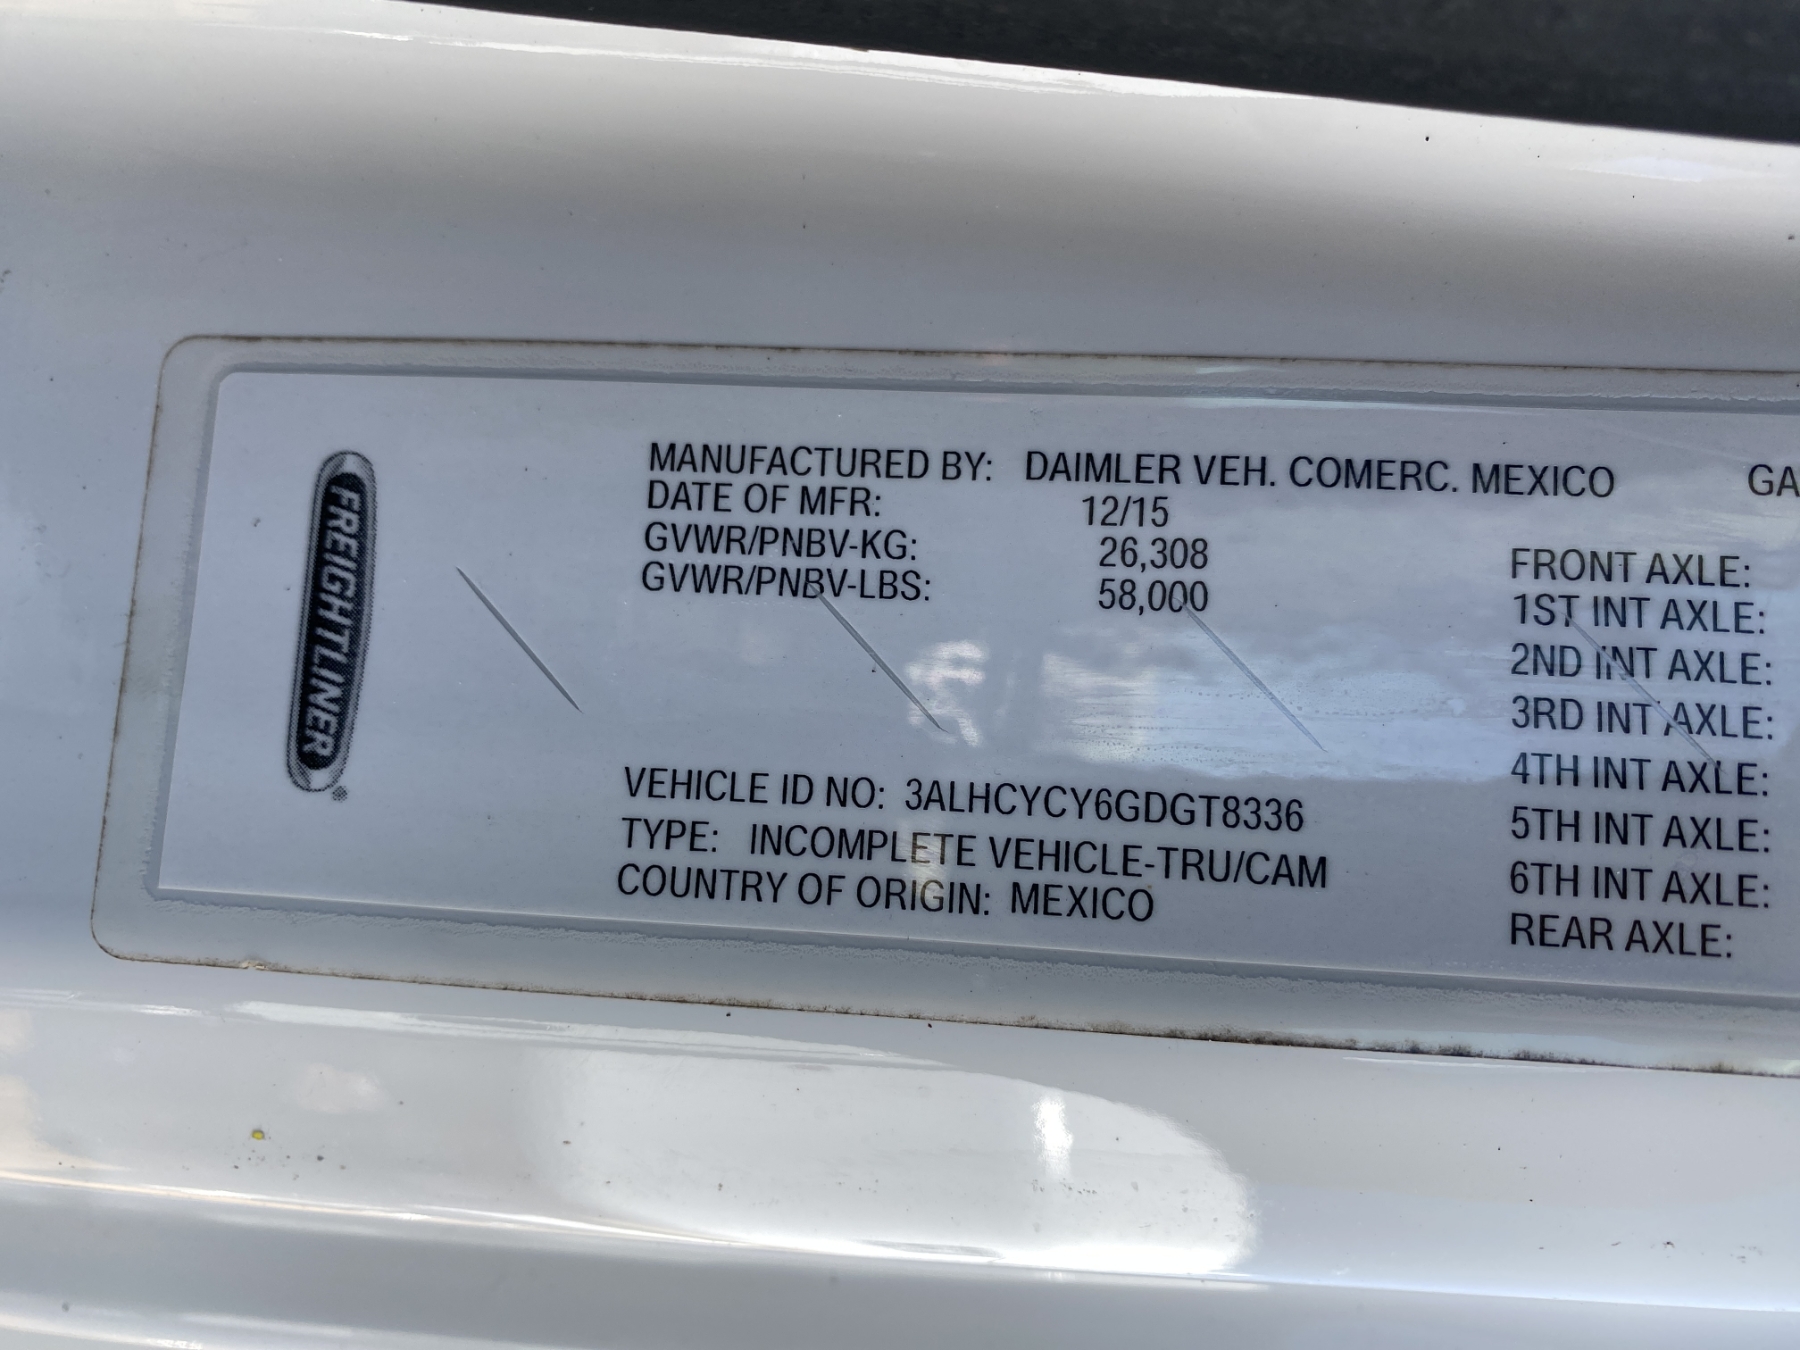 FREIGHTLINER®
MANUFACTURED BY: DAIMLER VEH. COMERC. MEXICO
DATE OF MFR: 12/15
GVWR/PNBV-KG: 26,308
GVWR/PNBV-LBS: 58,000
VEHICLE ID NO: 3ALHCYCY6GDGT8336
TYPE: INCOMPLETE VEHICLE-TRU/CAM
COUNTRY OF ORIGIN: MEXICO
GA
FRONT AXLE:
1ST INT AXLE:
2ND INT AXLE:
3RD INT AXLE:
4TH INT AXLE:
5TH INT AXLE:
6TH INT AXLE:
REAR AXLE: